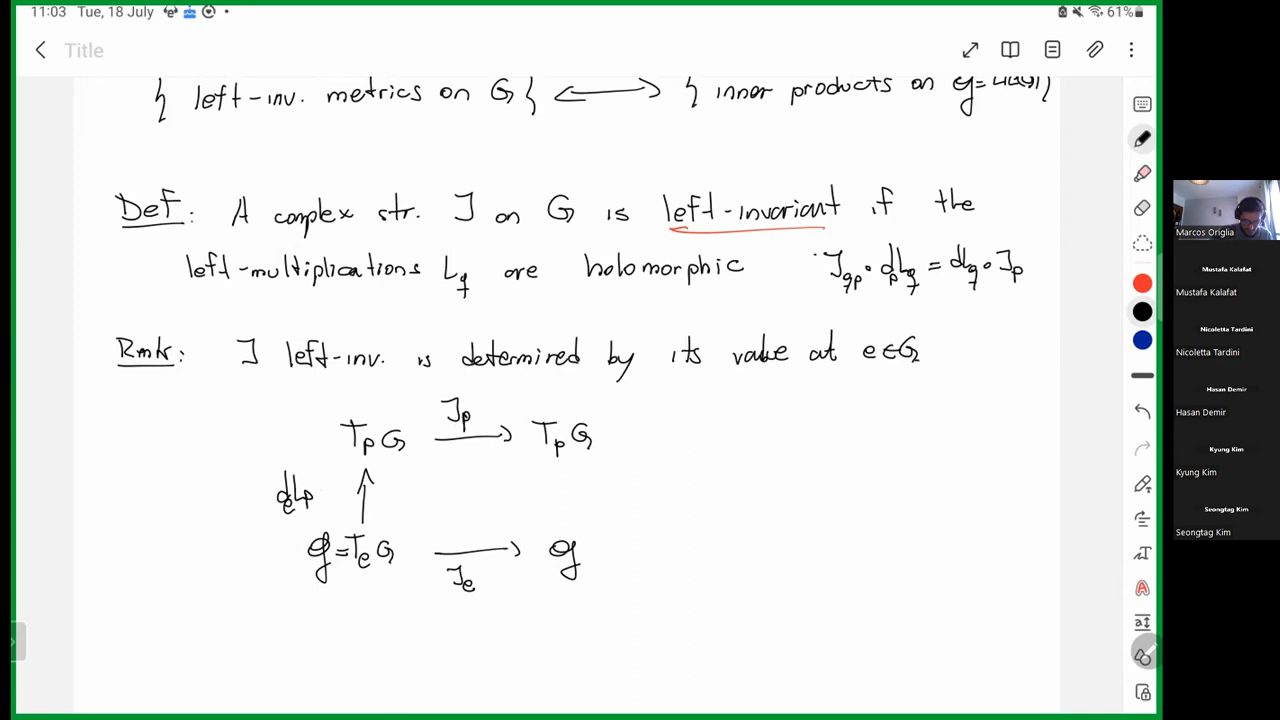 11:03 Tue, 18 July
61%
Title
{ left-inv. metrics on G } ⟷ { inner products on 𝔤=
Def: A complex str. J on G is left-invariant if the
left-multiplications L_g are holomorphic J_gp ∘ d_pL_g = dL_g ∘ J_p
Rmk: J left-inv. is determined by its value at e∈G
T_pG —J_p→ T_pG
d_eL_p ↑
𝔤=T_eG —J_e→ 𝔤
Marcos Origlia
Mustafa Kalafat
Mustafa Kalafat
Nicoletta Tardini
Nicoletta Tardini
Hasan Demir
Hasan Demir
Kyung Kim
Kyung Kim
Seongtag Kim
Seongtag Kim